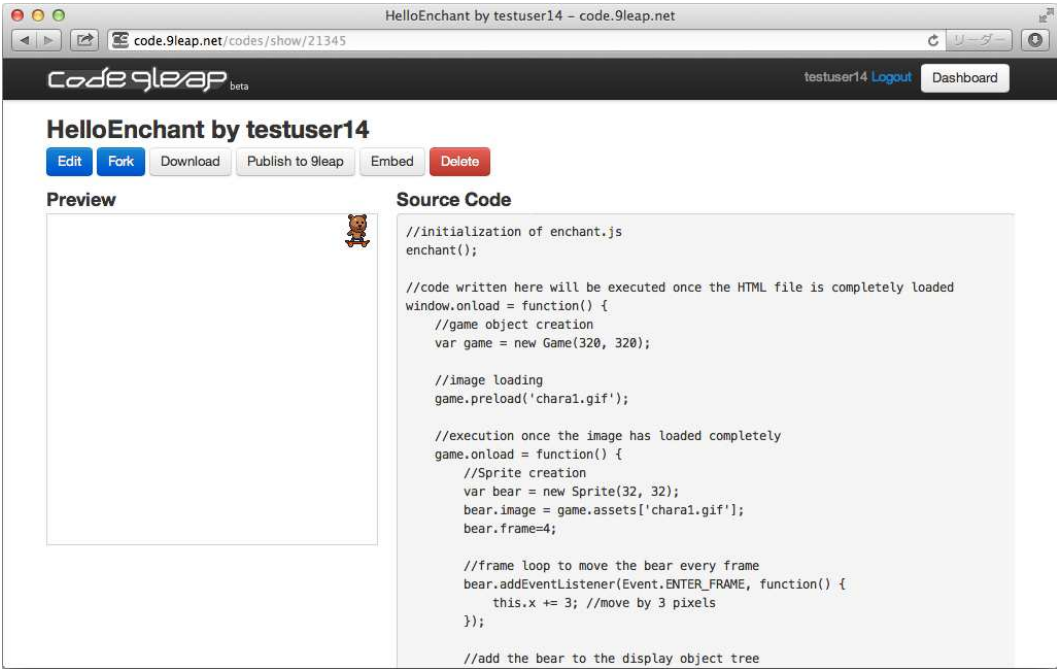 HelloEnchant by testuser14 – code.9leap.net
code.9leap.net/codes/show/21345
リーダー
code 9leap beta
testuser14 Logout Dashboard
HelloEnchant by testuser14
Edit Fork Download Publish to 9leap Embed Delete
Preview
Source Code
//initialization of enchant.js
enchant();
//code written here will be executed once the HTML file is completely loaded
window.onload = function() {
//game object creation
var game = new Game(320, 320);
//image loading
game.preload('chara1.gif');
//execution once the image has loaded completely
game.onload = function() {
//Sprite creation
var bear = new Sprite(32, 32);
bear.image = game.assets['chara1.gif'];
bear.frame=4;
//frame loop to move the bear every frame
bear.addEventListener(Event.ENTER_FRAME, function() {
this.x += 3; //move by 3 pixels
});
//add the bear to the display object tree